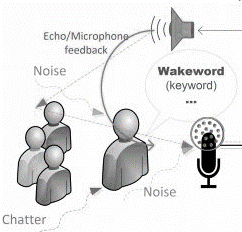 Echo/Microphone
feedback
Noise
Wakeword
(keyword)
...
Noise
Chatter